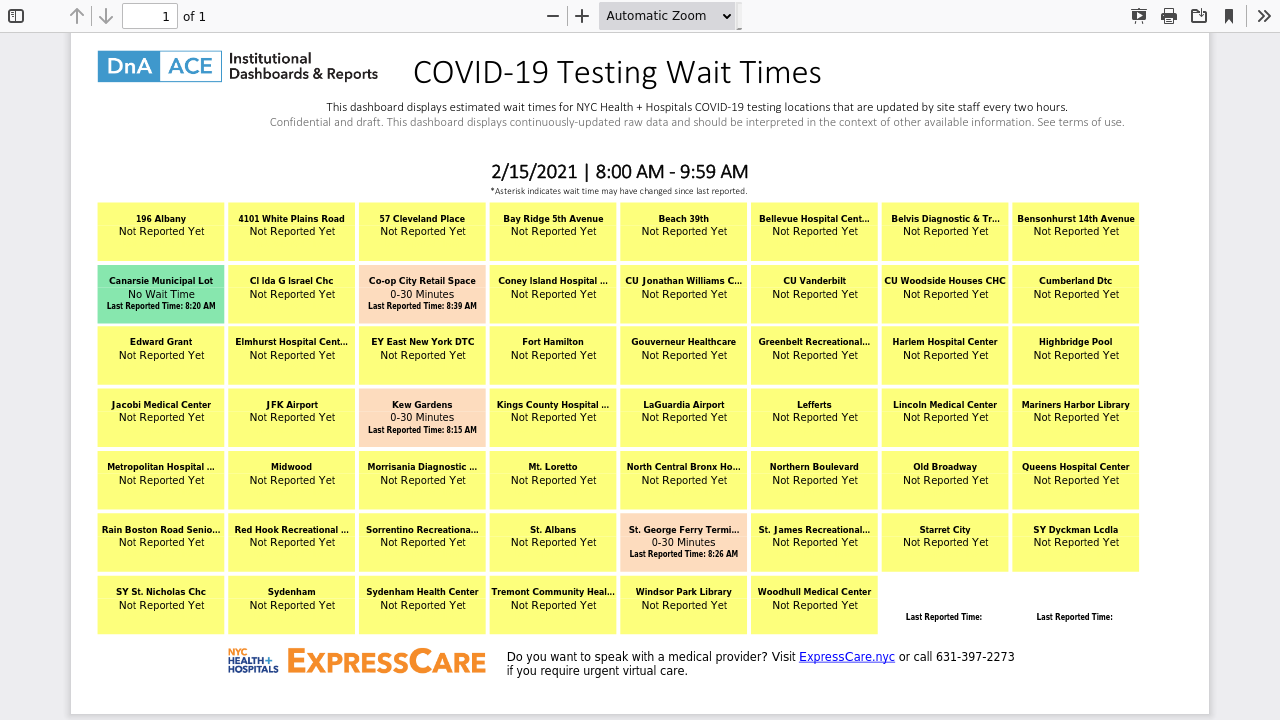 1 of 1 Automatic Zoom
DnA ACE Institutional Dashboards & Reports
COVID-19 Testing Wait Times
This dashboard displays estimated wait times for NYC Health + Hospitals COVID-19 testing locations that are updated by site staff every two hours.
Confidential and draft. This dashboard displays continuously-updated raw data and should be interpreted in the context of other available information. See terms of use.
2/15/2021 | 8:00 AM - 9:59 AM
*Asterisk indicates wait time may have changed since last reported.
196 Albany 4101 White Plains Road 57 Cleveland Place Bay Ridge 5th Avenue Beach 39th Bellevue Hospital Cent... Belvis Diagnostic & Tr... Bensonhurst 14th Avenue
Not Reported Yet Not Reported Yet Not Reported Yet Not Reported Yet Not Reported Yet Not Reported Yet Not Reported Yet Not Reported Yet
Canarsie Municipal Lot CI Ida G Israel Chc Co-op City Retail Space Coney Island Hospital ... CU Jonathan Williams C... CU Vanderbilt CU Woodside Houses CHC Cumberland Dtc
No Wait Time Not Reported Yet 0-30 Minutes Not Reported Yet Not Reported Yet Not Reported Yet Not Reported Yet Not Reported Yet
Last Reported Time: 8:20 AM Last Reported Time: 8:39 AM
Edward Grant Elmhurst Hospital Cent... EY East New York DTC Fort Hamilton Gouverneur Healthcare Greenbelt Recreational... Harlem Hospital Center Highbridge Pool
Not Reported Yet Not Reported Yet Not Reported Yet Not Reported Yet Not Reported Yet Not Reported Yet Not Reported Yet Not Reported Yet
Jacobi Medical Center JFK Airport Kew Gardens Kings County Hospital ... LaGuardia Airport Lefferts Lincoln Medical Center Mariners Harbor Library
Not Reported Yet Not Reported Yet 0-30 Minutes Not Reported Yet Not Reported Yet Not Reported Yet Not Reported Yet Not Reported Yet
Last Reported Time: 8:15 AM
Metropolitan Hospital ... Midwood Morrisania Diagnostic ... Mt. Loretto North Central Bronx Ho... Northern Boulevard Old Broadway Queens Hospital Center
Not Reported Yet Not Reported Yet Not Reported Yet Not Reported Yet Not Reported Yet Not Reported Yet Not Reported Yet Not Reported Yet
Rain Boston Road Senio... Red Hook Recreational ... Sorrentino Recreationa... St. Albans St. George Ferry Termi... St. James Recreational... Starret City SY Dyckman Lcdla
Not Reported Yet Not Reported Yet Not Reported Yet Not Reported Yet 0-30 Minutes Not Reported Yet Not Reported Yet Not Reported Yet
Last Reported Time: 8:26 AM
SY St. Nicholas Chc Sydenham Sydenham Health Center Tremont Community Heal... Windsor Park Library Woodhull Medical Center
Not Reported Yet Not Reported Yet Not Reported Yet Not Reported Yet Not Reported Yet Not Reported Yet
Last Reported Time: Last Reported Time:
NYC HEALTH+ HOSPITALS EXPRESSCARE
Do you want to speak with a medical provider? Visit ExpressCare.nyc or call 631-397-2273
if you require urgent virtual care.